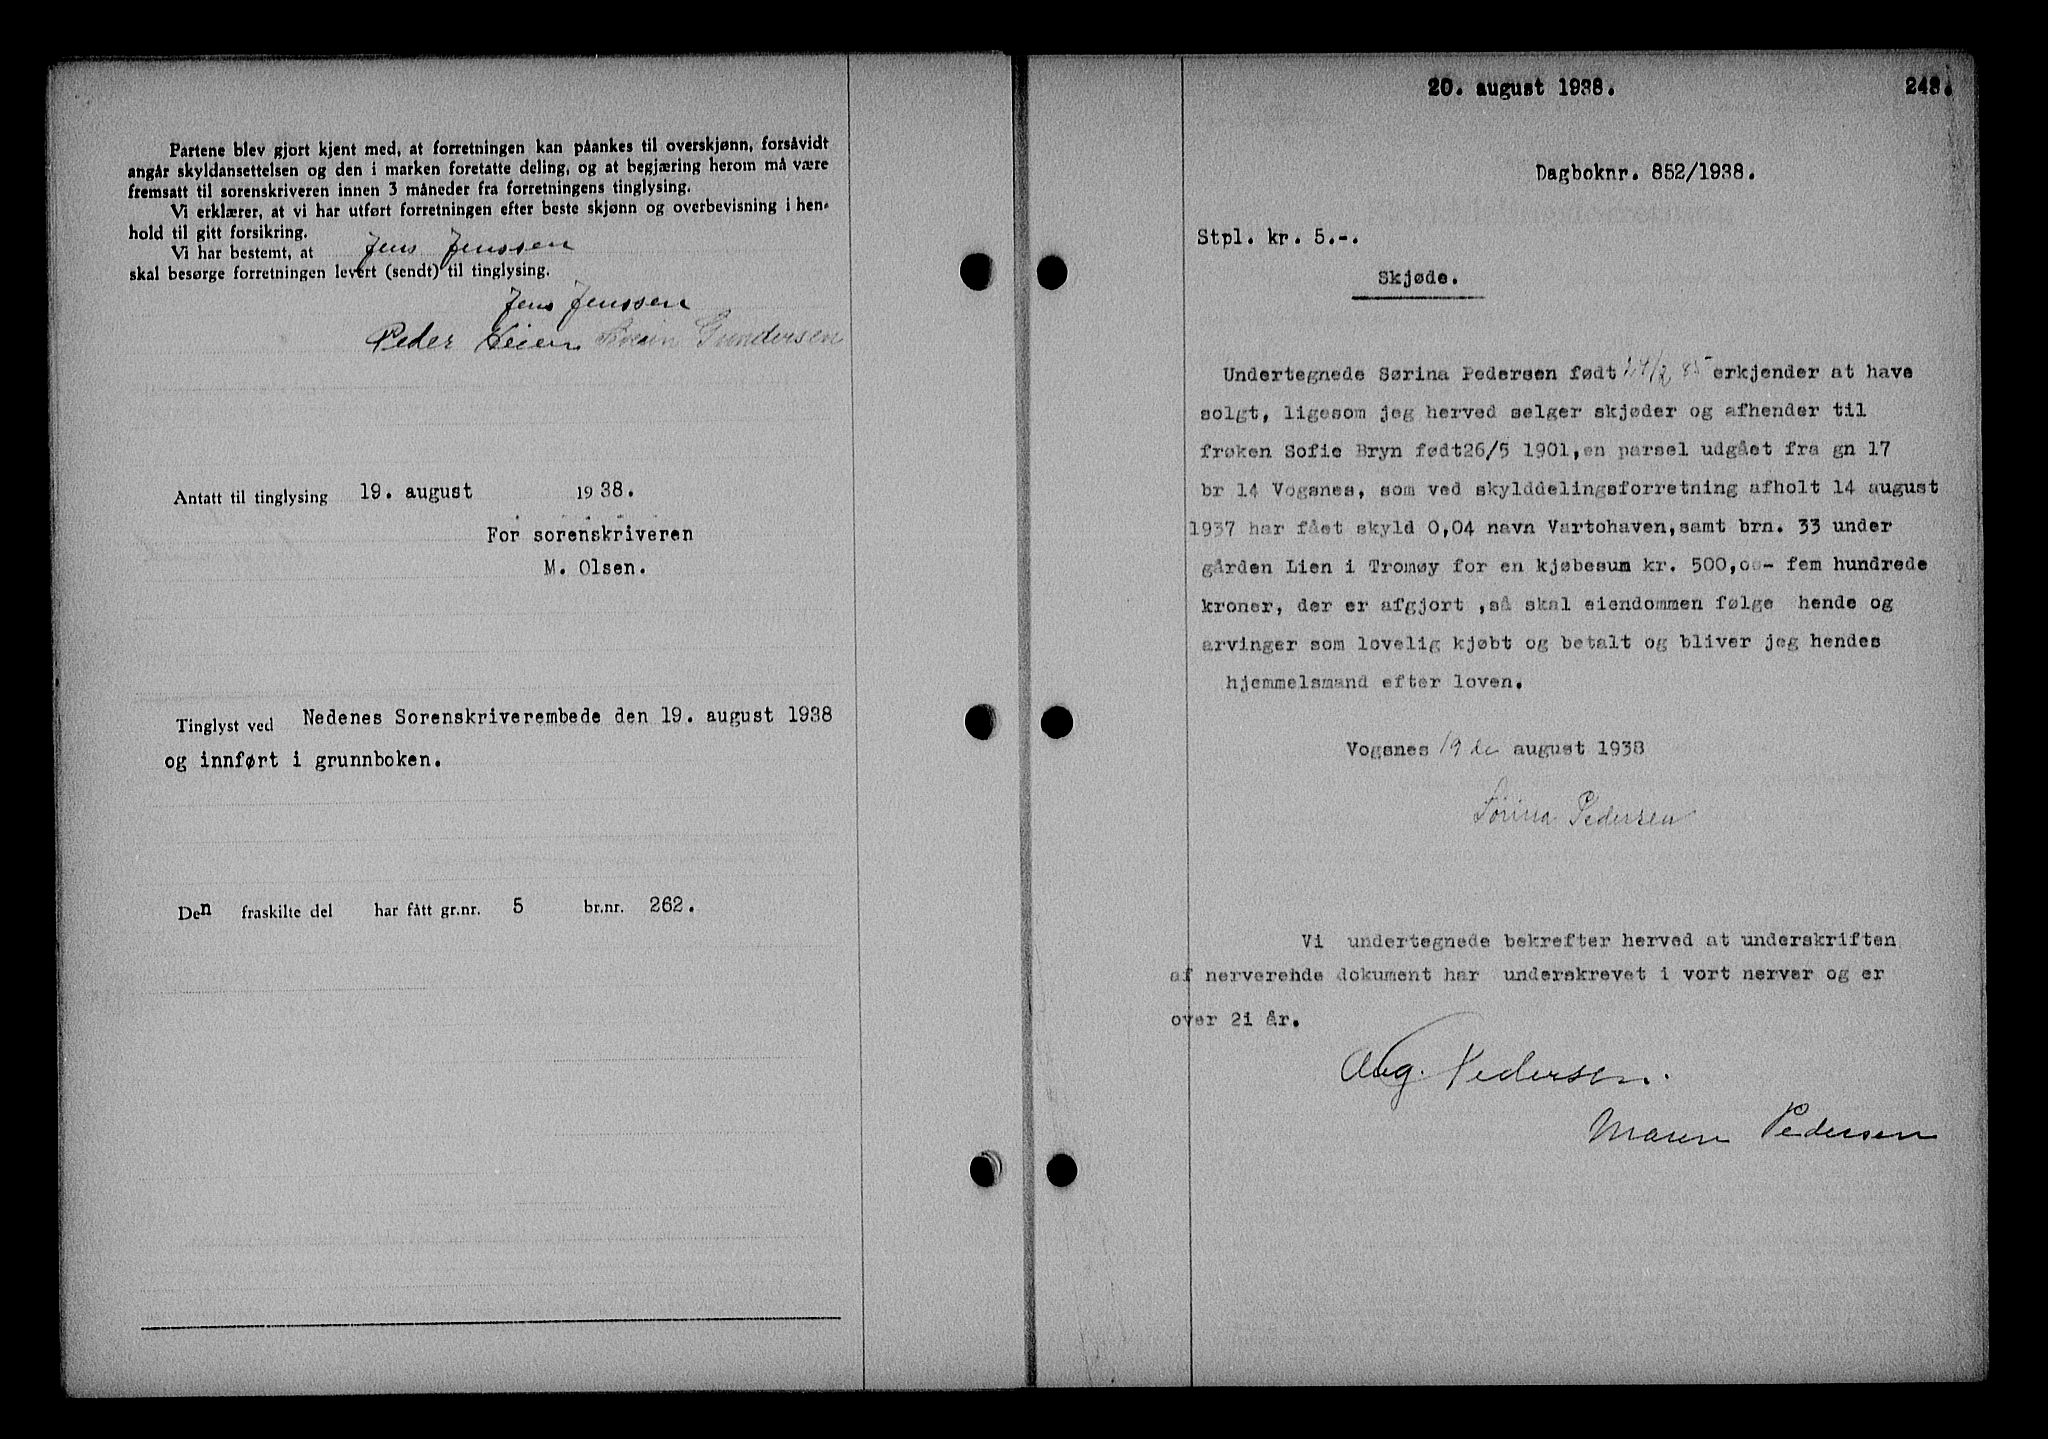 Partene blev gjort kjent med, at forretningen kan påankes til overskjønn, forsåvidt
angår skyldansettelsen og den i marken foretatte deling, og at begjæring herom må være
fremsatt til sorenskriveren innen 3 måneder fra forretningens tinglysing.
Vi erklærer, at vi har utført forretningen efter beste skjønn og overbevisning i hen-
hold til gitt forsikring.
Vi har bestemt, at Jens Jenssen
skal besørge forretningen levert (sendt) til tinglysing.
Jens Jenssen
Peder Leien Gundersen
Antatt til tinglysing 19. august 1938.
For sorenskriveren
M. Olsen.
Tinglyst ved Nedenes Sorenskriverembede den 19. august 1938
og innført i grunnboken.
Den fraskilte del har fått gr.nr. 5 br.nr. 262.
20. august 1938. 248.
Dagboknr. 852/1938.
Stpl. kr. 5.-.
Skjøde.
Undertegnede Sørina Pedersen født 24/2 85 erkjender at have
solgt, ligesom jeg herved selger skjøder og afhender til
frøken Sofie Bryn født26/5 1901,en parsel udgået fra gn 17
br 14 Vogsnes, som ved skylddelingsforretning afholt 14 august
1937 har fået skyld 0,04 navn Vartohaven,samt brn. 33 under
gården Lien i Tromøy for en kjøbesum kr. 500,oo- fem hundrede
kroner, der er afgjort ,så skal eiendommen følge hende og
arvinger som lovelig kjøbt og betalt og bliver jeg hendes
hjemmelsmand efter loven.
Vogsnes 19 de august 1938
Sørina Pedersen
Vi undertegnede bekrefter herved at underskriften
af nerverende dokument har underskrevet i vort nerver og er
over 21 år.
Aug. Pedersen.
Maren Pedersen